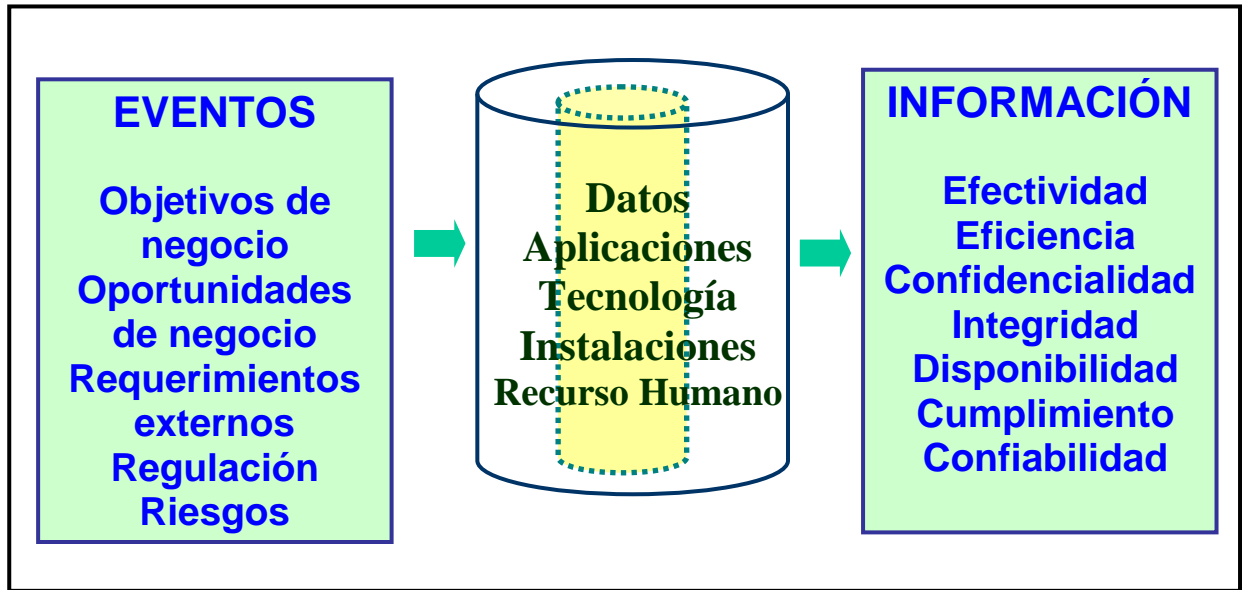 EVENTOS
Objetivos de
negocio
Oportunidades
de negocio
Requerimientos
externos
Regulación
Riesgos
Datos
Aplicaciones
Tecnología
Instalaciones
Recurso Humano
INFORMACIÓN
Efectividad
Eficiencia
Confidencialidad
Integridad
Disponibilidad
Cumplimiento
Confiabilidad